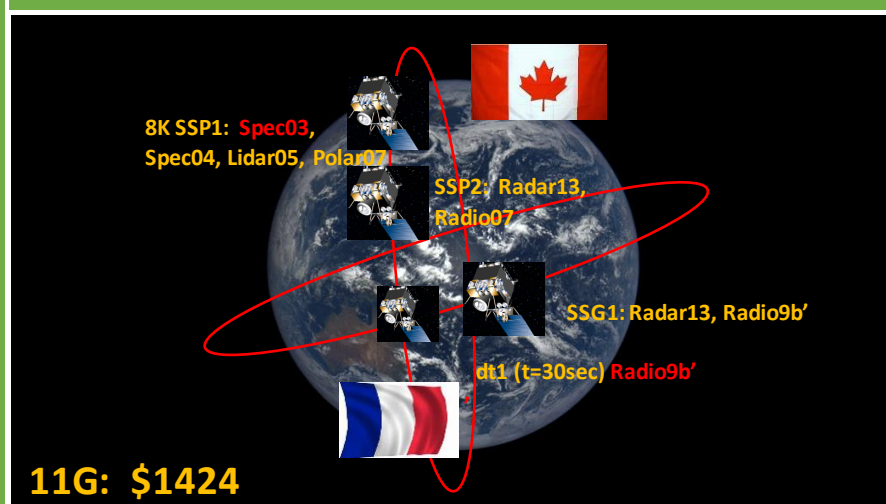 8K SSP1: Spec03,
Spec04, Lidar05, Polar07
SSP2: Radar13,
Radio07
SSG1: Radar13, Radio9b’
dt1 (t=30sec) Radio9b’
11G: $1424